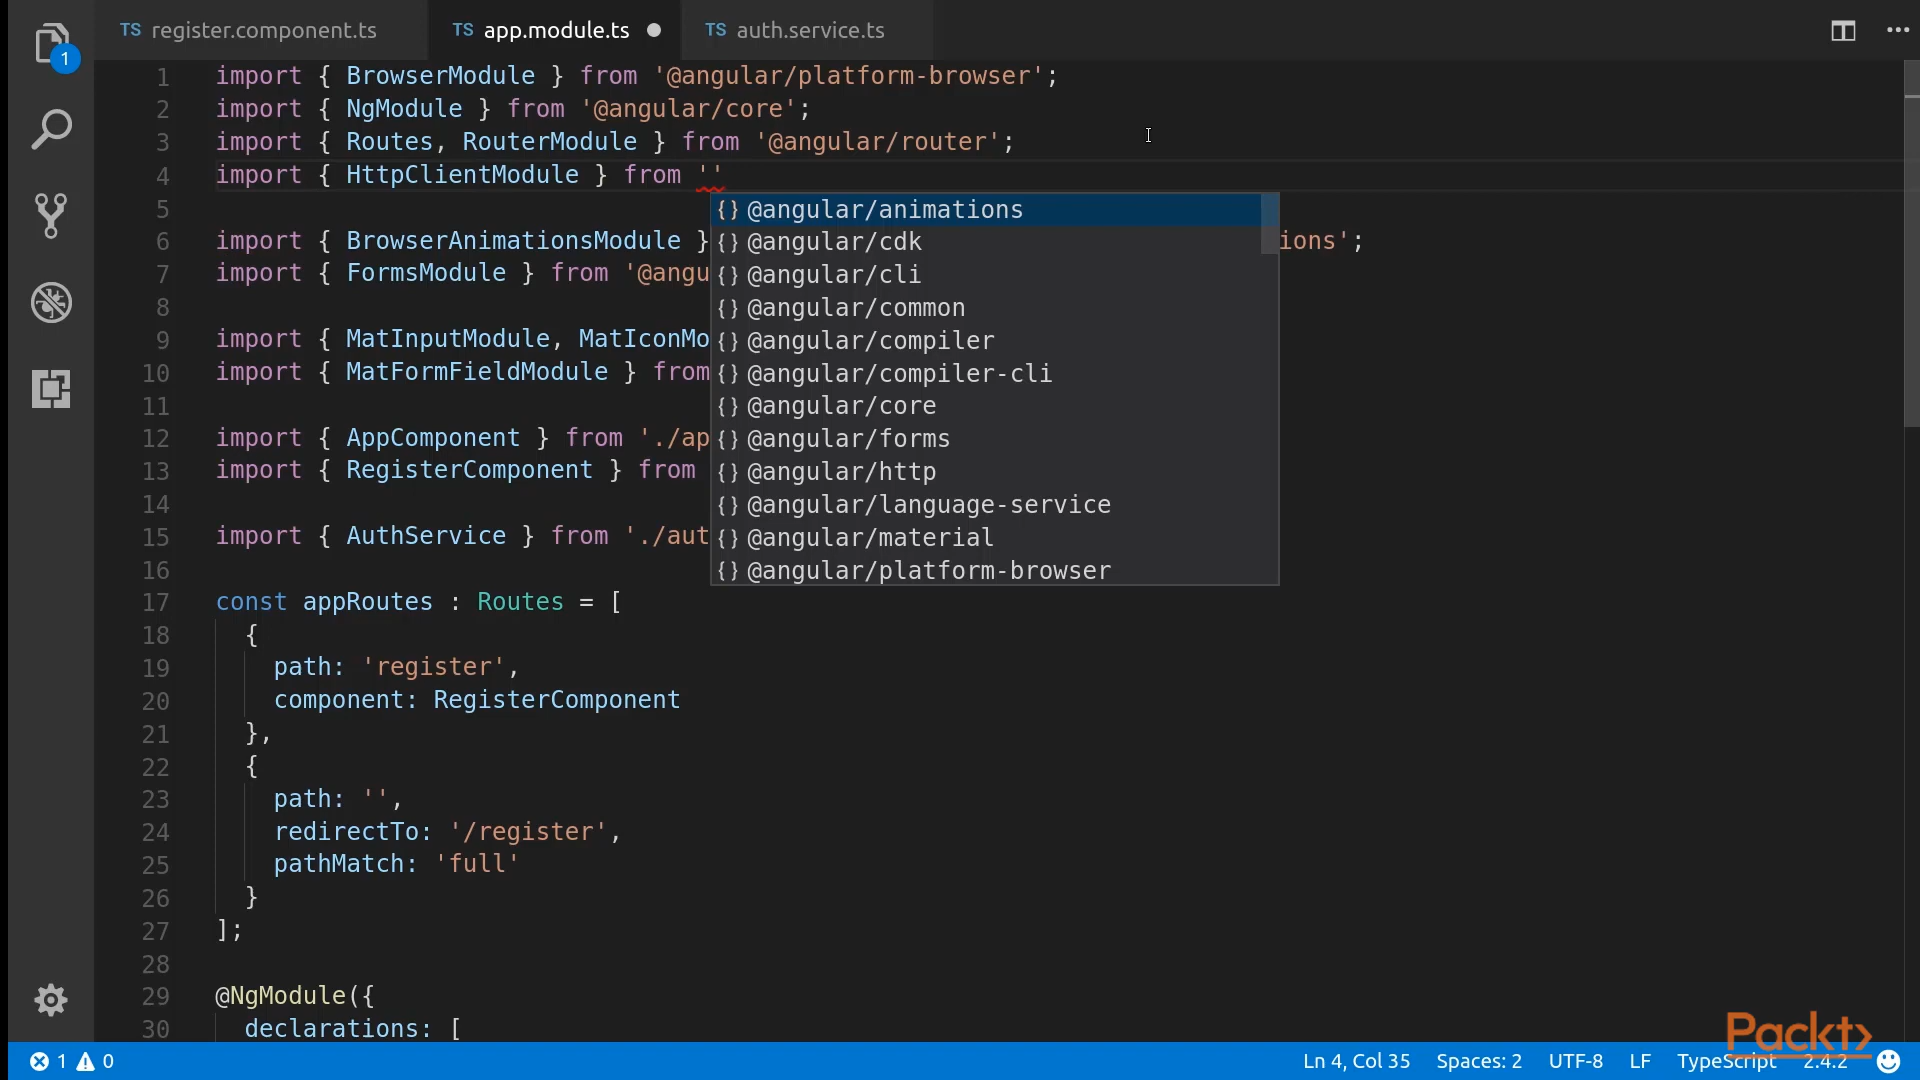 1
TS register.component.ts
TS app.module.ts
TS auth.service.ts
1 import { BrowserModule } from '@angular/platform-browser';
2 import { NgModule } from '@angular/core';
3 import { Routes, RouterModule } from '@angular/router';
4 import { HttpClientModule } from ''
5
6 import { BrowserAnimationsModule } ions';
7 import { FormsModule } from '@angu
8
9 import { MatInputModule, MatIconMo
10 import { MatFormFieldModule } from
11
12 import { AppComponent } from './ap
13 import { RegisterComponent } from
14
15 import { AuthService } from './aut
16
17 const appRoutes : Routes = [
18 {
19 path: 'register',
20 component: RegisterComponent
21 },
22 {
23 path: '',
24 redirectTo: '/register',
25 pathMatch: 'full'
26 }
27 ];
28
29 @NgModule({
30 declarations: [
{} @angular/animations
{} @angular/cdk
{} @angular/cli
{} @angular/common
{} @angular/compiler
{} @angular/compiler-cli
{} @angular/core
{} @angular/forms
{} @angular/http
{} @angular/language-service
{} @angular/material
{} @angular/platform-browser
Packt>
1 0
Ln 4, Col 35 Spaces: 2 UTF-8 LF TypeScript 2.4.2